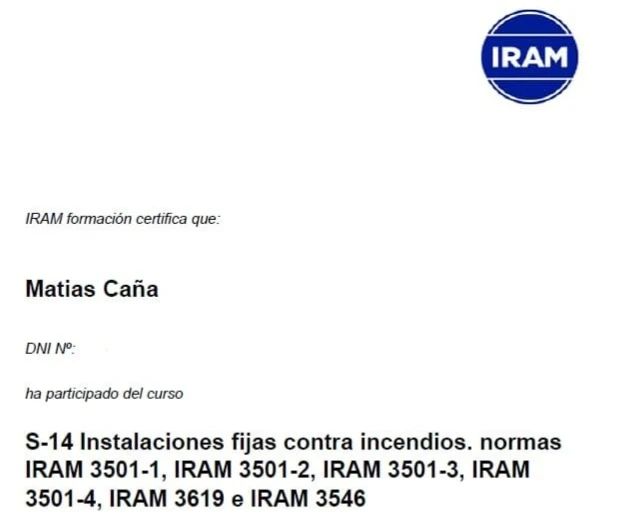 IRAM
IRAM formación certifica que:
Matias Caña
DNI Nº:
ha participado del curso
S-14 Instalaciones fijas contra incendios. normas
IRAM 3501-1, IRAM 3501-2, IRAM 3501-3, IRAM
3501-4, IRAM 3619 e IRAM 3546